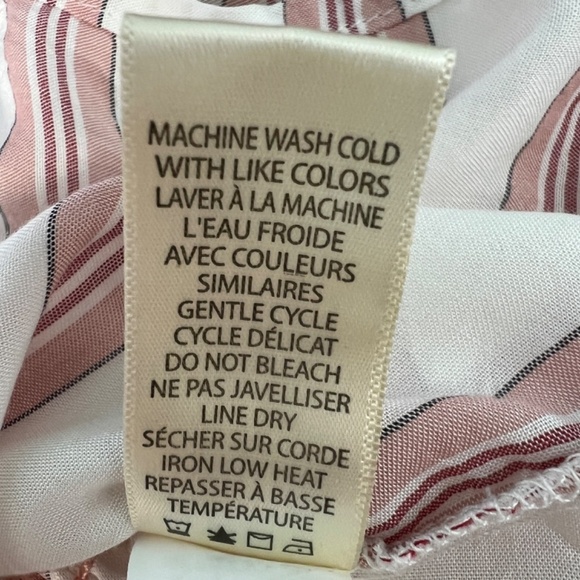 MACHINE WASH COLD
WITH LIKE COLORS
LAVER À LA MACHINE
L'EAU FROIDE
AVEC COULEURS
SIMILAIRES
GENTLE CYCLE
CYCLE DÉLICAT
DO NOT BLEACH
NE PAS JAVELLISER
LINE DRY
SÉCHER SUR CORDE
IRON LOW HEAT
REPASSER À BASSE
TEMPÉRATURE